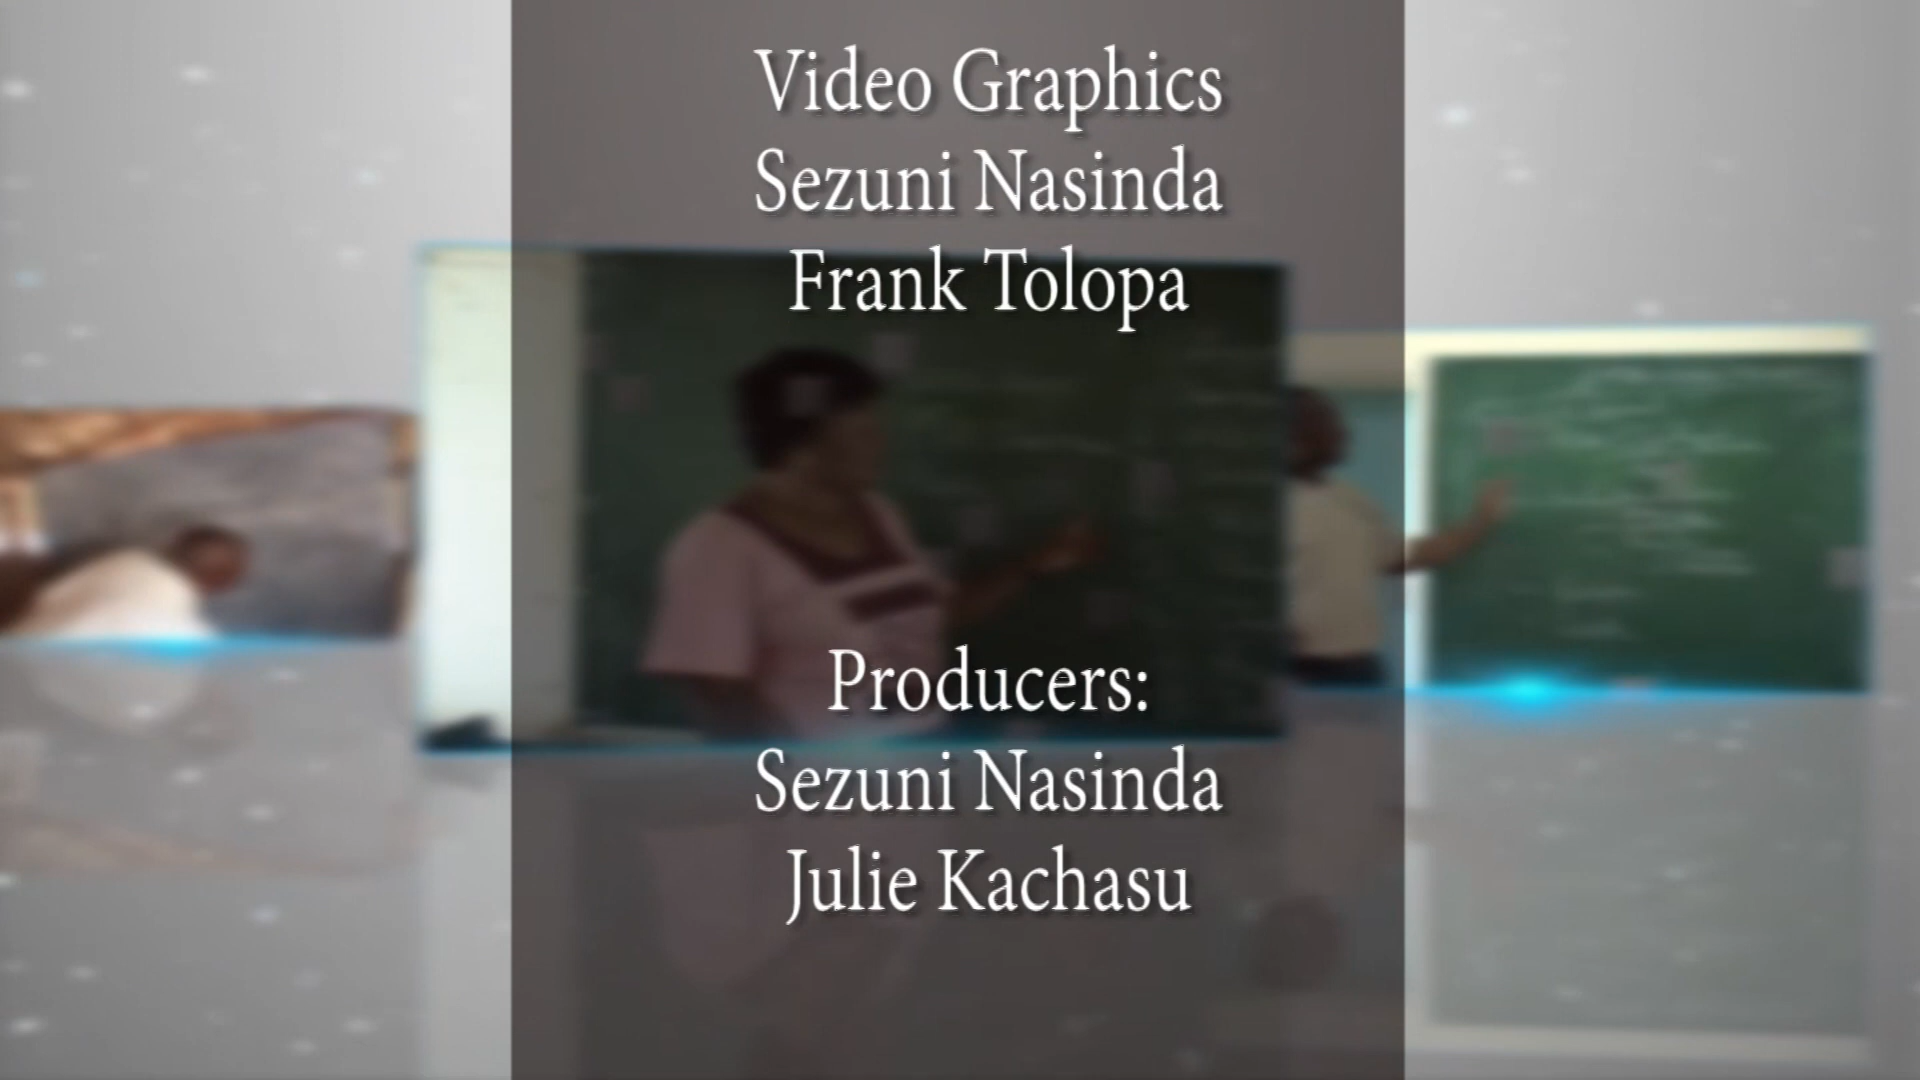 Video Graphics
Sezuni Nasinda
Frank Tolopa
Producers:
Sezuni Nasinda
Julie Kachasu